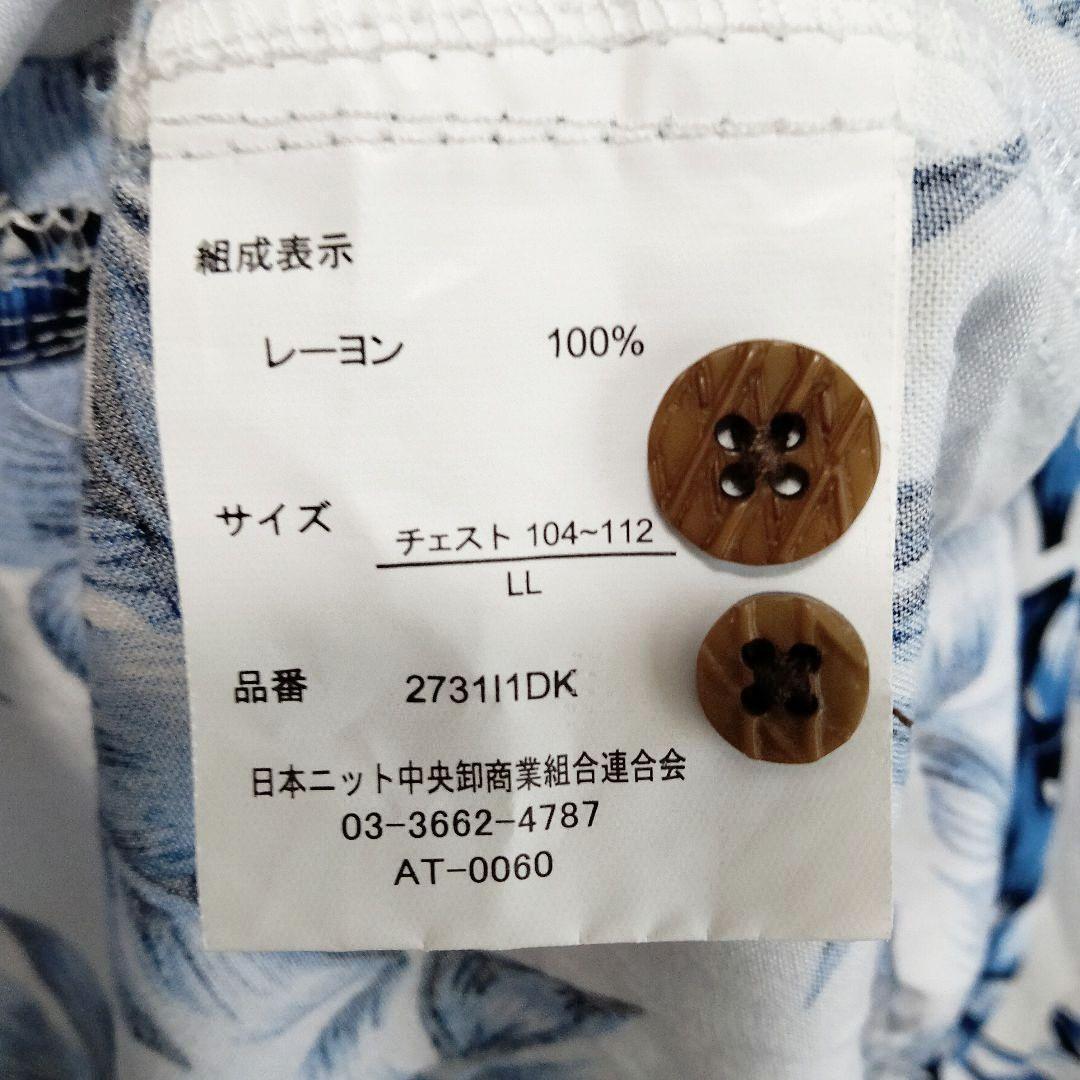 組成表示
レーヨン 100%
サイズ チェスト 104~112
LL
品番 2731I1DK
日本ニット中央卸商業組合連合会
03-3662-4787
AT-0060